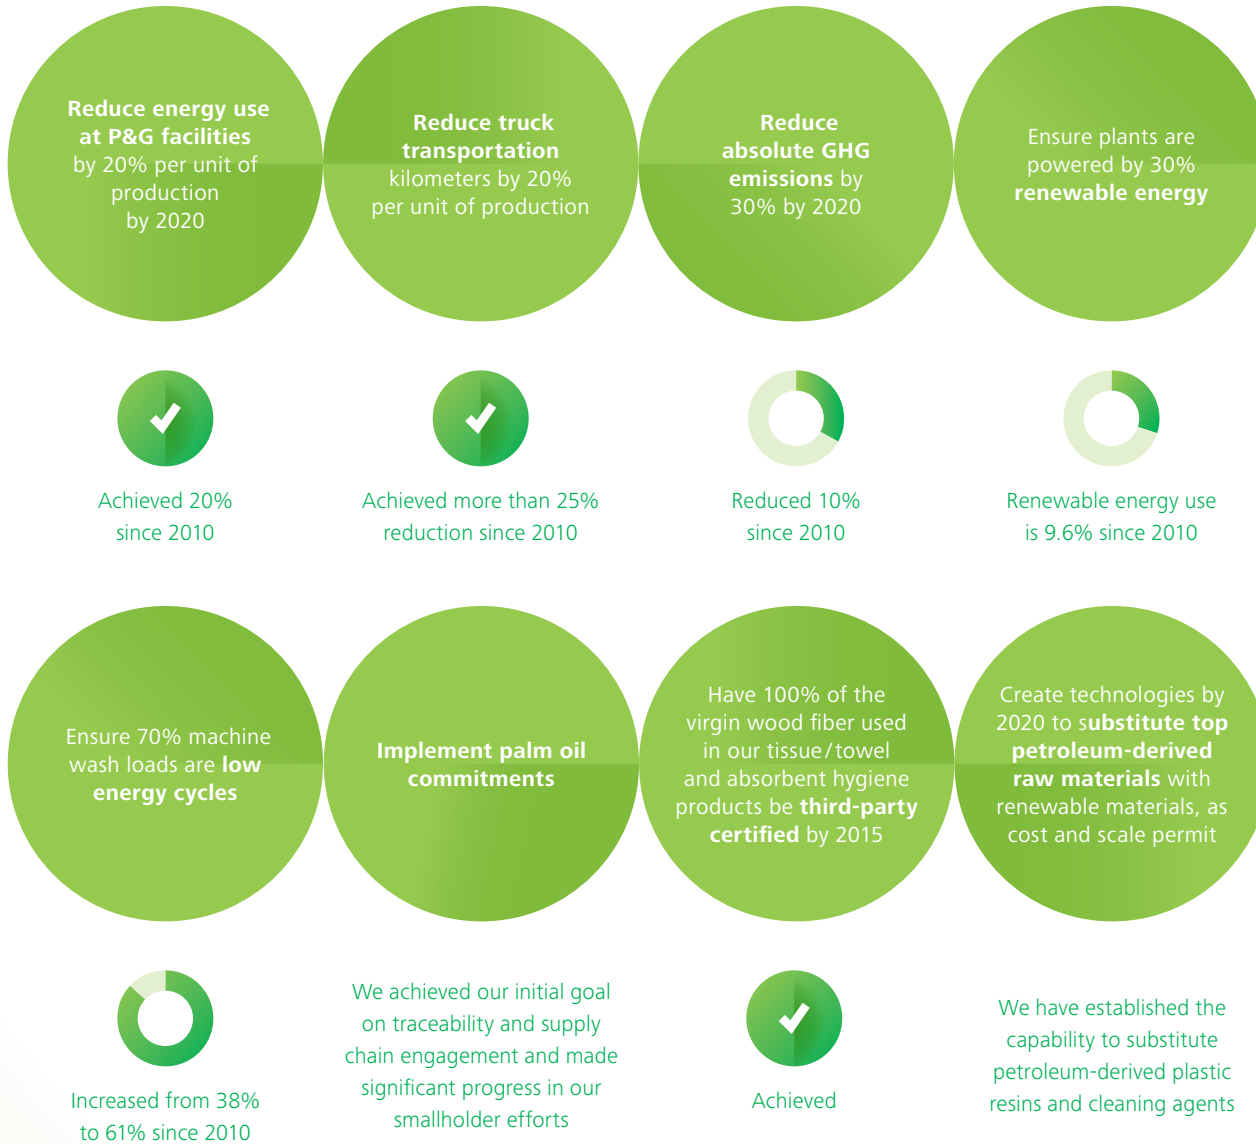 Reduce energy use
at P&G facilities
by 20% per unit of
production
by 2020
Reduce truck
transportation
kilometers by 20%
per unit of production
Reduce
absolute GHG
emissions by
30% by 2020
Ensure plants are
powered by 30%
renewable energy
Achieved 20%
since 2010
Achieved more than 25%
reduction since 2010
Reduced 10%
since 2010
Renewable energy use
is 9.6% since 2010
Ensure 70% machine
wash loads are low
energy cycles
Implement palm oil
commitments
Have 100% of the
virgin wood fiber used
in our tissue/towel
and absorbent hygiene
products be third-party
certified by 2015
Create technologies by
2020 to substitute top
petroleum-derived
raw materials with
renewable materials, as
cost and scale permit
Increased from 38%
to 61% since 2010
We achieved our initial goal
on traceability and supply
chain engagement and made
significant progress in our
smallholder efforts
Achieved
We have established the
capability to substitute
petroleum-derived plastic
resins and cleaning agents